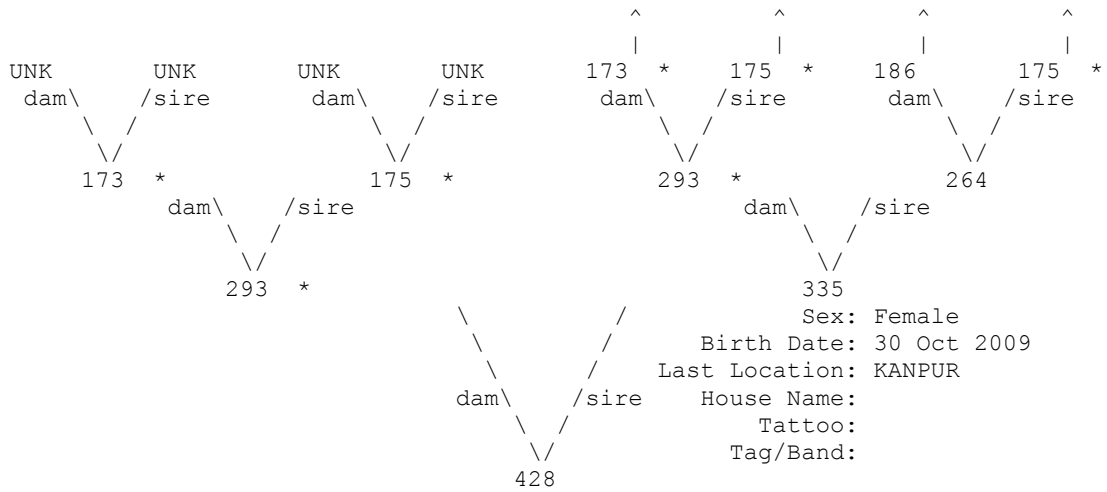 ^ ^ ^ ^
| | | |
UNK UNK UNK UNK 173 * 175 * 186 175 *
dam\ /sire dam\ /sire dam\ /sire dam\ /sire
\ / \ / \ / \ /
\/ \/ \/ \/
173 * 175 * 293 * 264
dam\ /sire dam\ /sire
\ / \ /
\/ \/
293 * 335
\ / Sex: Female
\ / Birth Date: 30 Oct 2009
\ / Last Location: KANPUR
dam\ /sire House Name:
\ / Tattoo:
\/ Tag/Band:
428